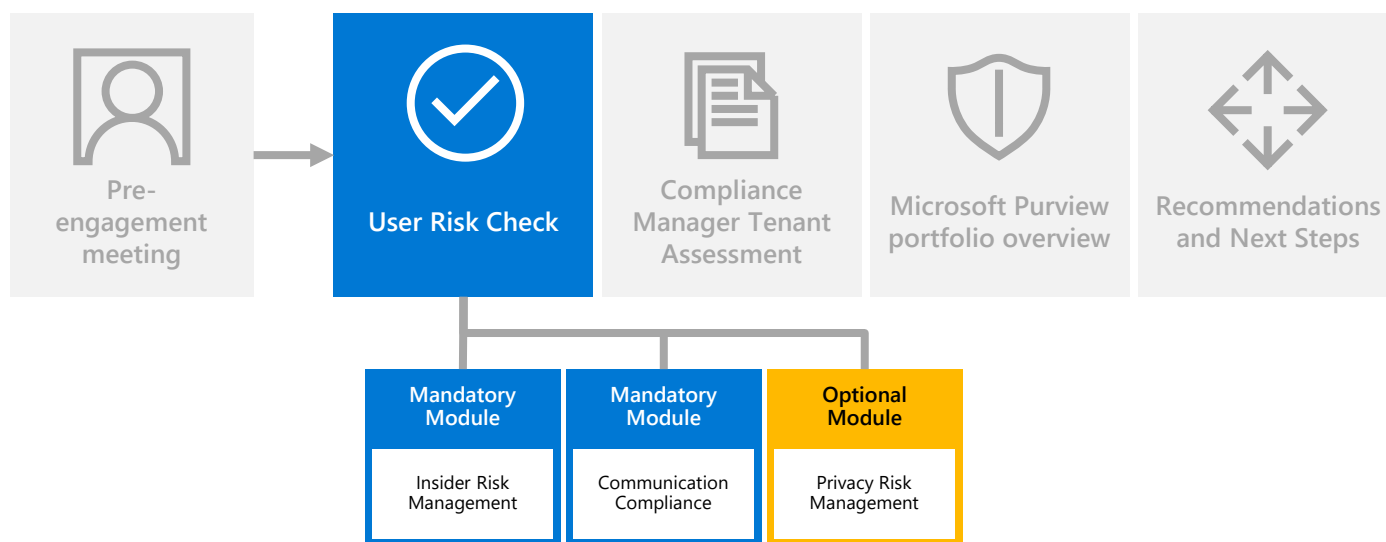 Pre-
engagement
meeting
User Risk Check
Compliance
Manager Tenant
Assessment
Microsoft Purview
portfolio overview
Recommendations
and Next Steps
Mandatory
Module
Insider Risk
Management
Mandatory
Module
Communication
Compliance
Optional
Module
Privacy Risk
Management